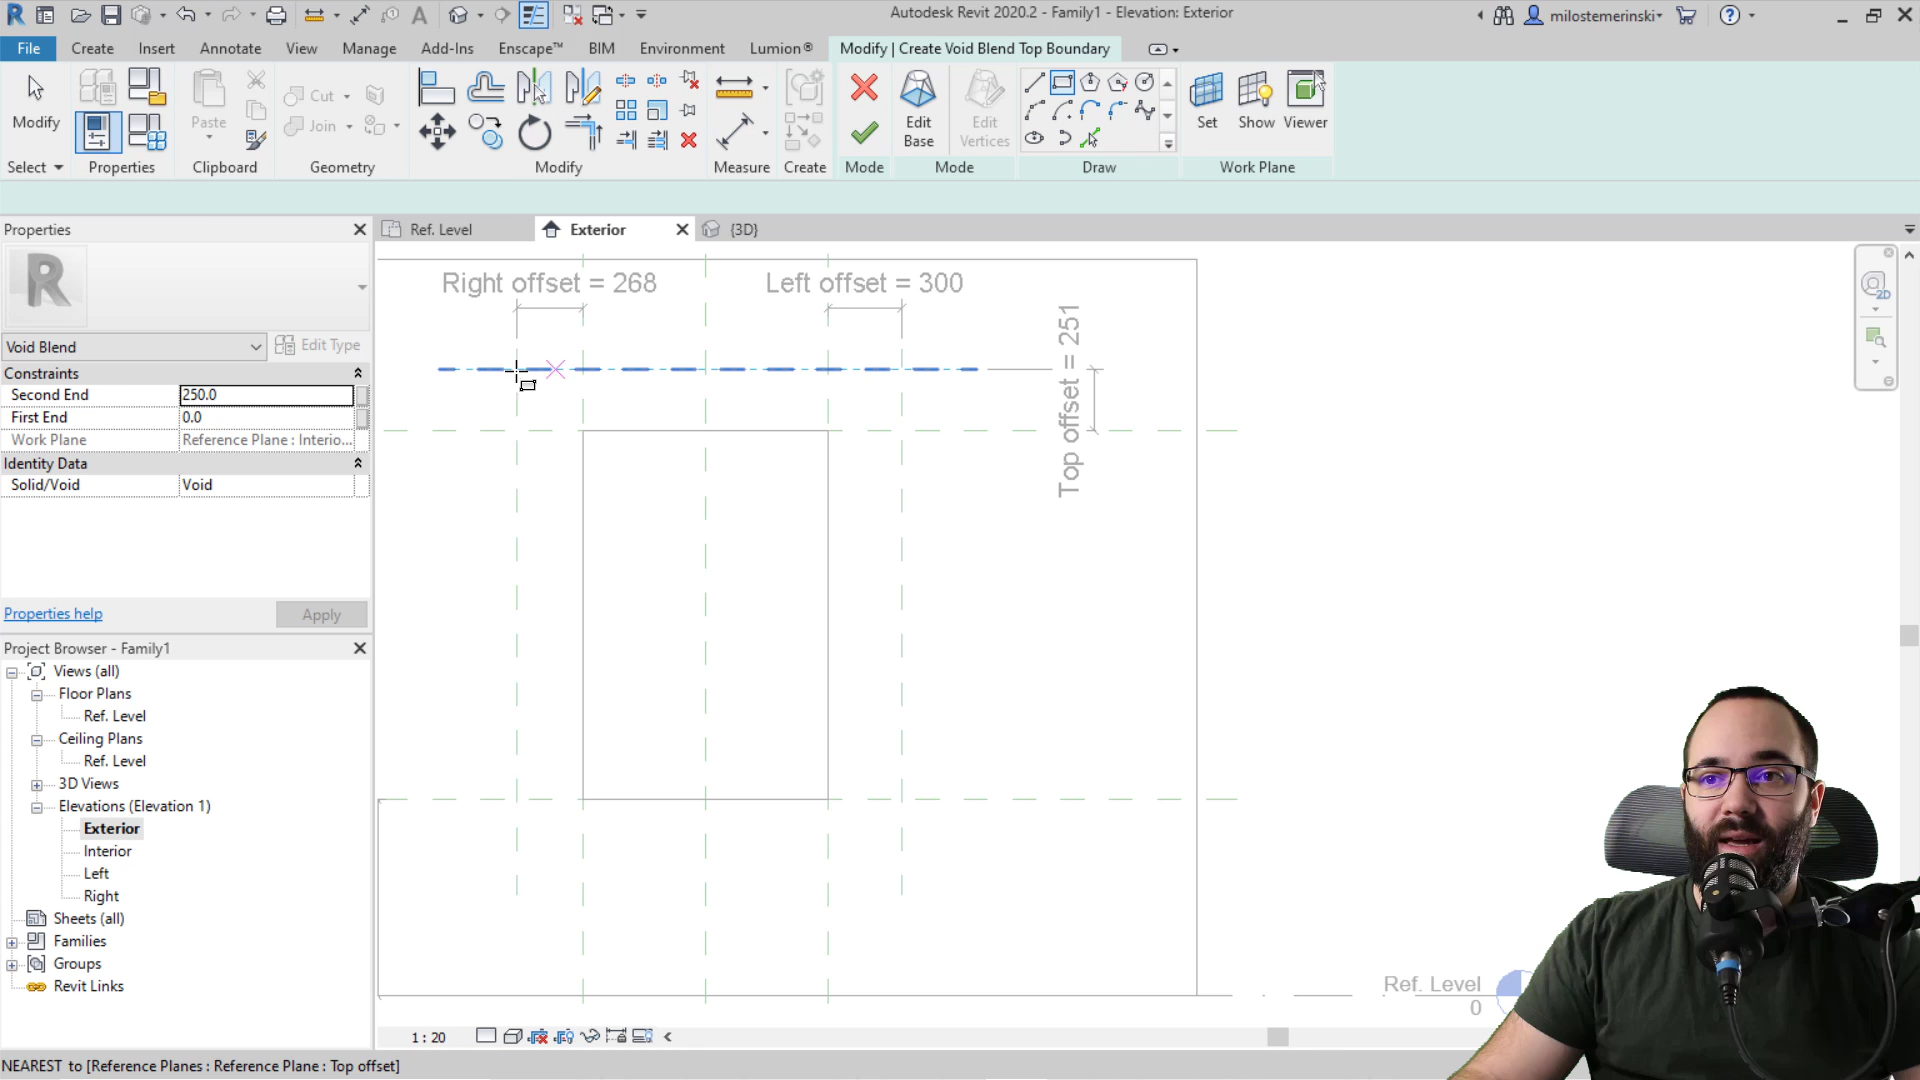 Autodesk Revit 2020.2 - Family1 - Elevation: Exterior
milostemerinski
File
Create
Insert
Annotate
View
Manage
Add-Ins
Enscape™
BIM
Environment
Lumion®
Modify | Create Void Blend Top Boundary
Modify
Paste
Cut
Join
Edit Base
Edit Vertices
Set
Show
Viewer
Select
Properties
Clipboard
Geometry
Modify
Measure
Create
Mode
Mode
Draw
Work Plane
Properties
Ref. Level
Exterior
{3D}
R
Void Blend
Edit Type
Constraints
Second End 250.0
First End 0.0
Work Plane Reference Plane : Interio...
Identity Data
Solid/Void Void
Properties help
Apply
Project Browser - Family1
Views (all)
Floor Plans
Ref. Level
Ceiling Plans
Ref. Level
3D Views
Elevations (Elevation 1)
Exterior
Interior
Left
Right
Sheets (all)
Families
Groups
Revit Links
Right offset = 268
Left offset = 300
Top offset = 251
2D
Ref. Level
0
1 : 20
NEAREST to [Reference Planes : Reference Plane : Top offset]